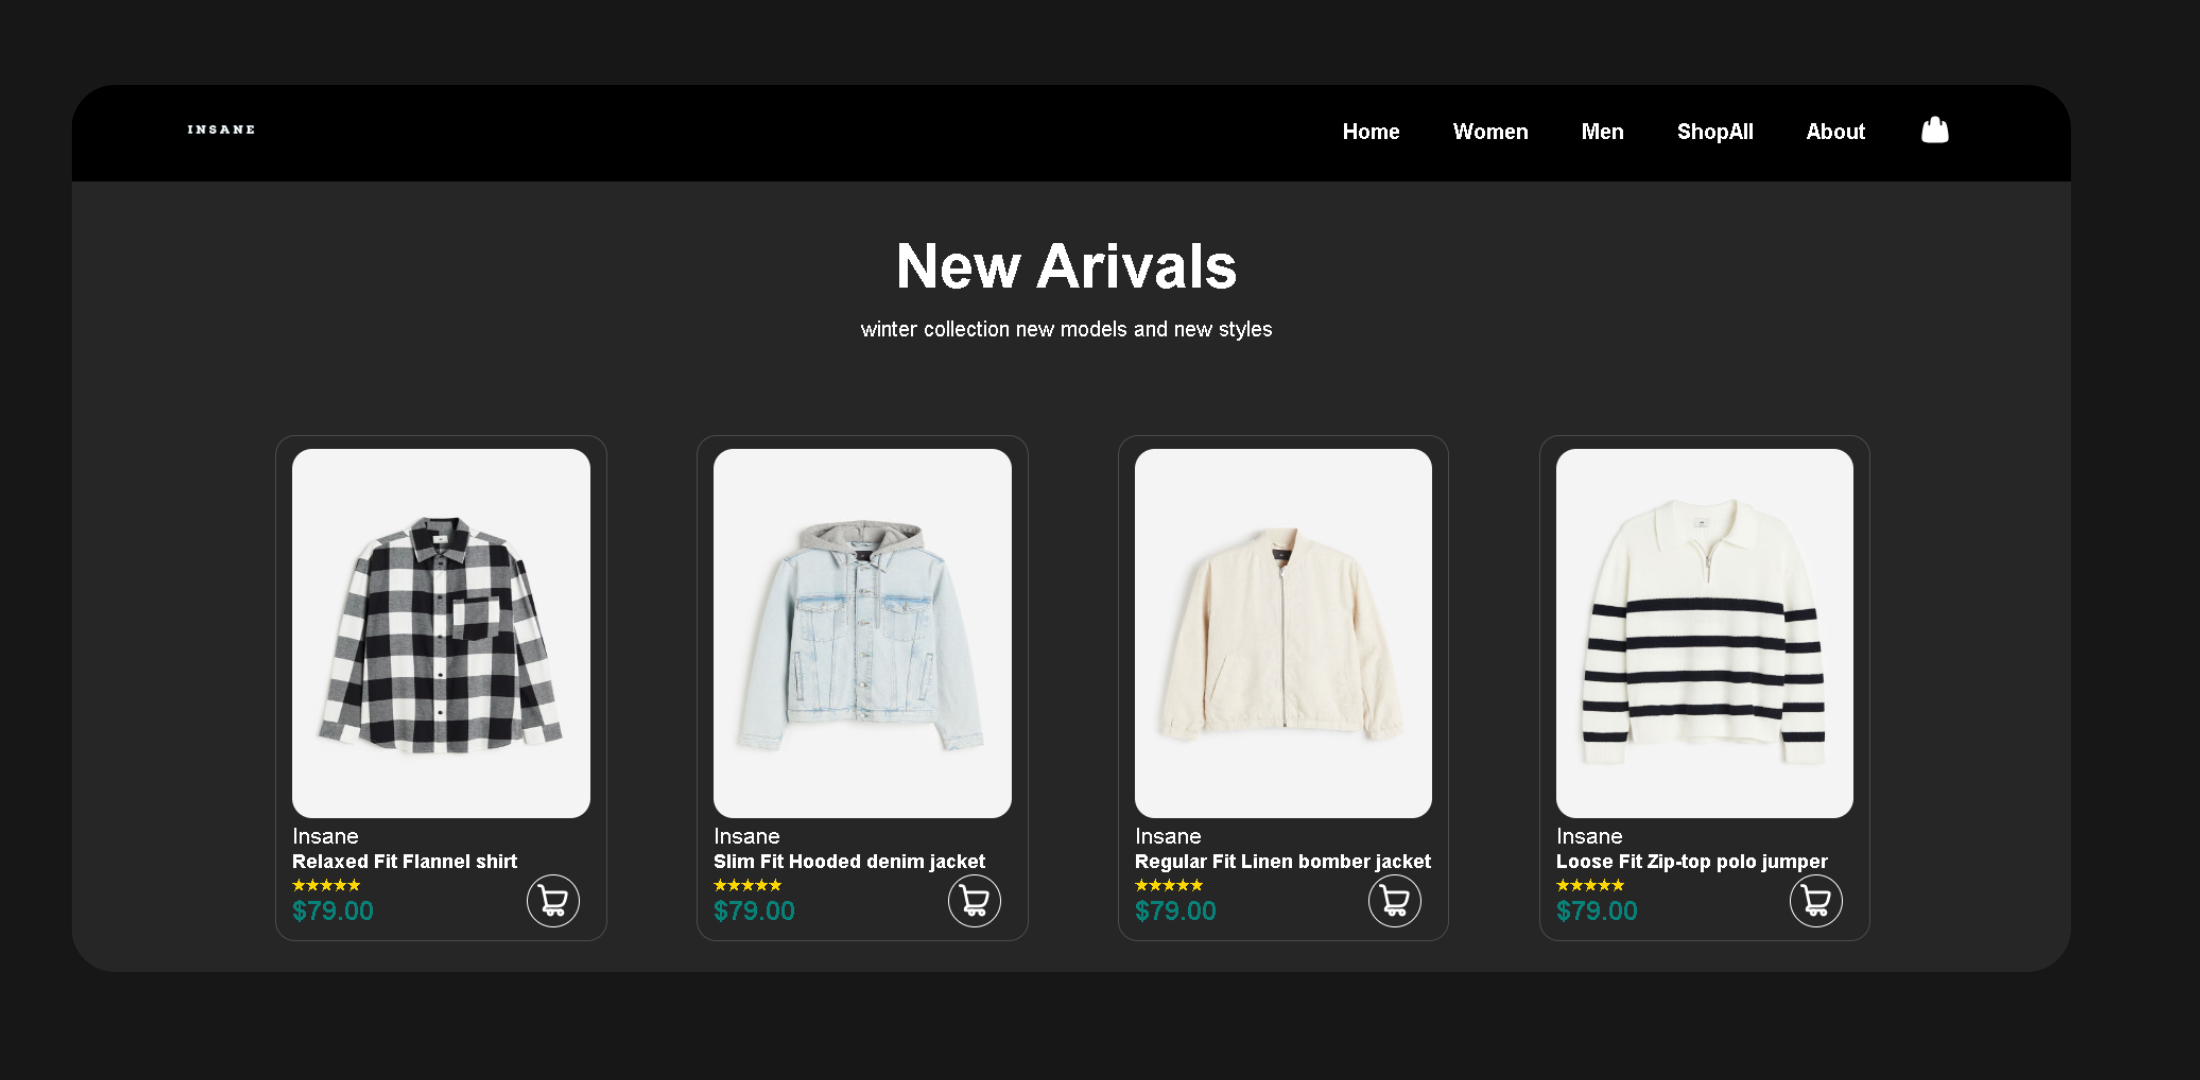 INSANE
Home Women Men ShopAll About
New Arivals
winter collection new models and new styles
Insane
Relaxed Fit Flannel shirt
★★★★★
$79.00
Insane
Slim Fit Hooded denim jacket
★★★★★
$79.00
Insane
Regular Fit Linen bomber jacket
★★★★★
$79.00
Insane
Loose Fit Zip-top polo jumper
★★★★★
$79.00